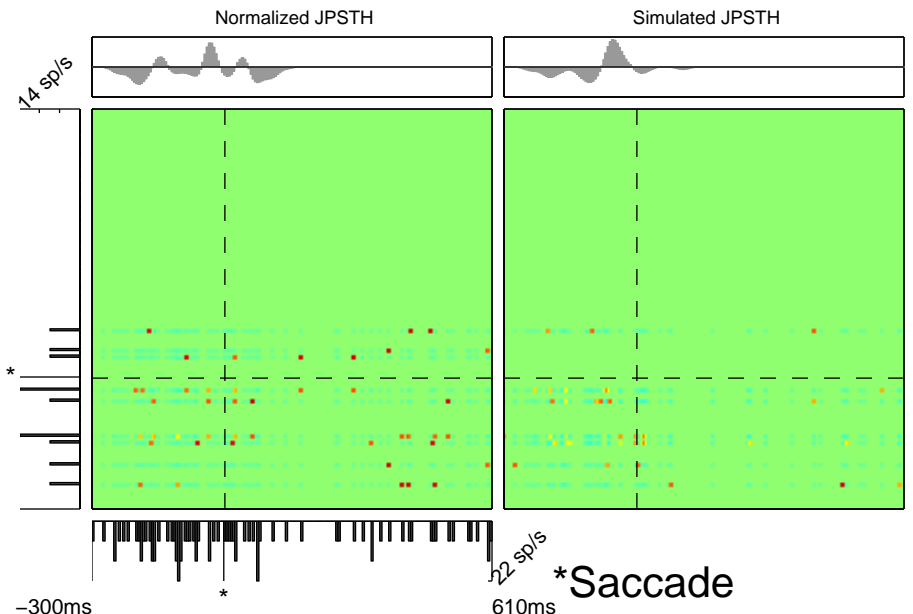 Normalized JPSTH
Simulated JPSTH
14 sp/s
*
*
22 sp/s
*Saccade
−300ms
610ms